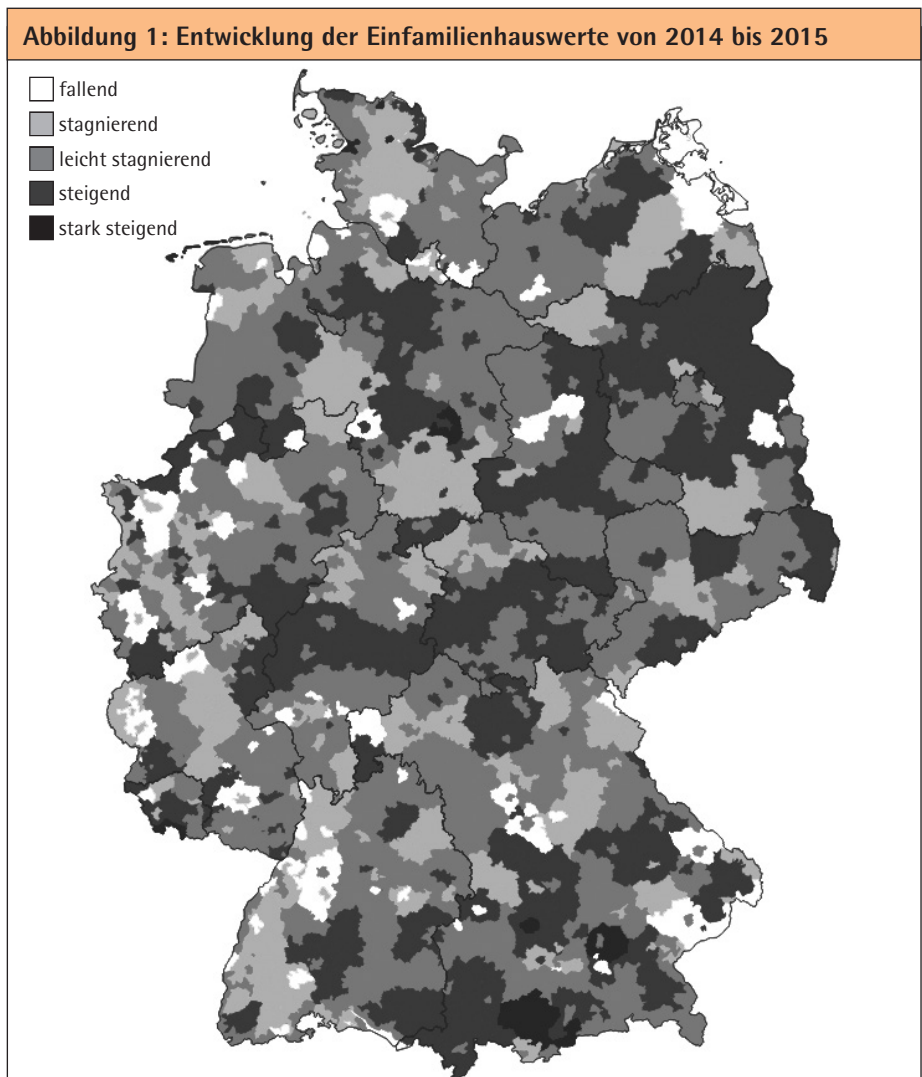 Abbildung 1: Entwicklung der Einfamilienhauswerte von 2014 bis 2015
fallend
stagnierend
leicht stagnierend
steigend
stark steigend